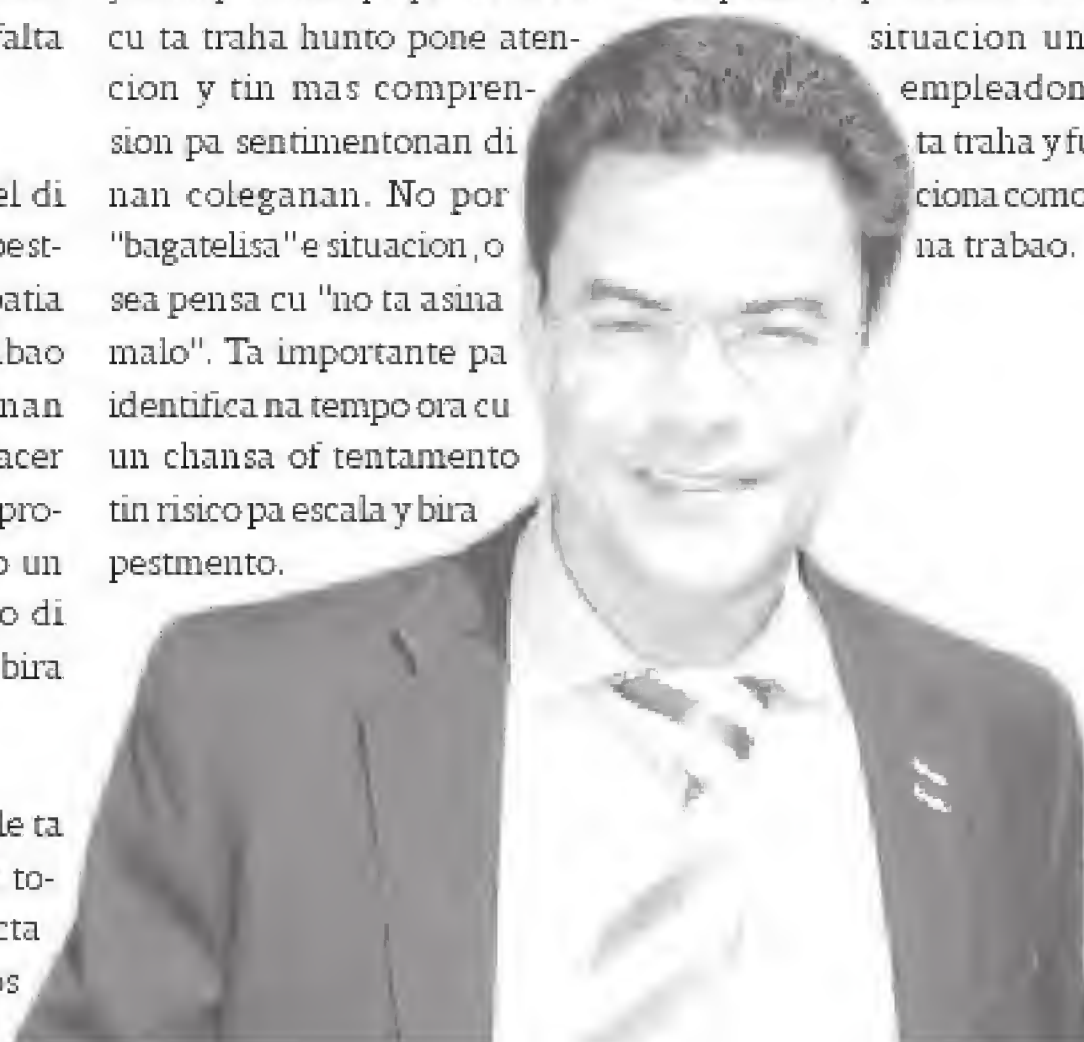 falta
el di
pest-
patia
bao
nan
acer
pro-
o un
o di
bira
le ta
to-
cta
os
cu ta traha hunto pone aten-
cion y tin mas compren-
sion pa sentimentonan di
nan coleganan. No por
"bagatelisa" e situacion, o
sea pensa cu "no ta asina
malo". Ta importante pa
identifica na tempo ora cu
un chansa of tentamento
tin risico pa escala y bira
pestmento.
situacion un
empleadon
ta traha y fu
ciona como
na trabao.